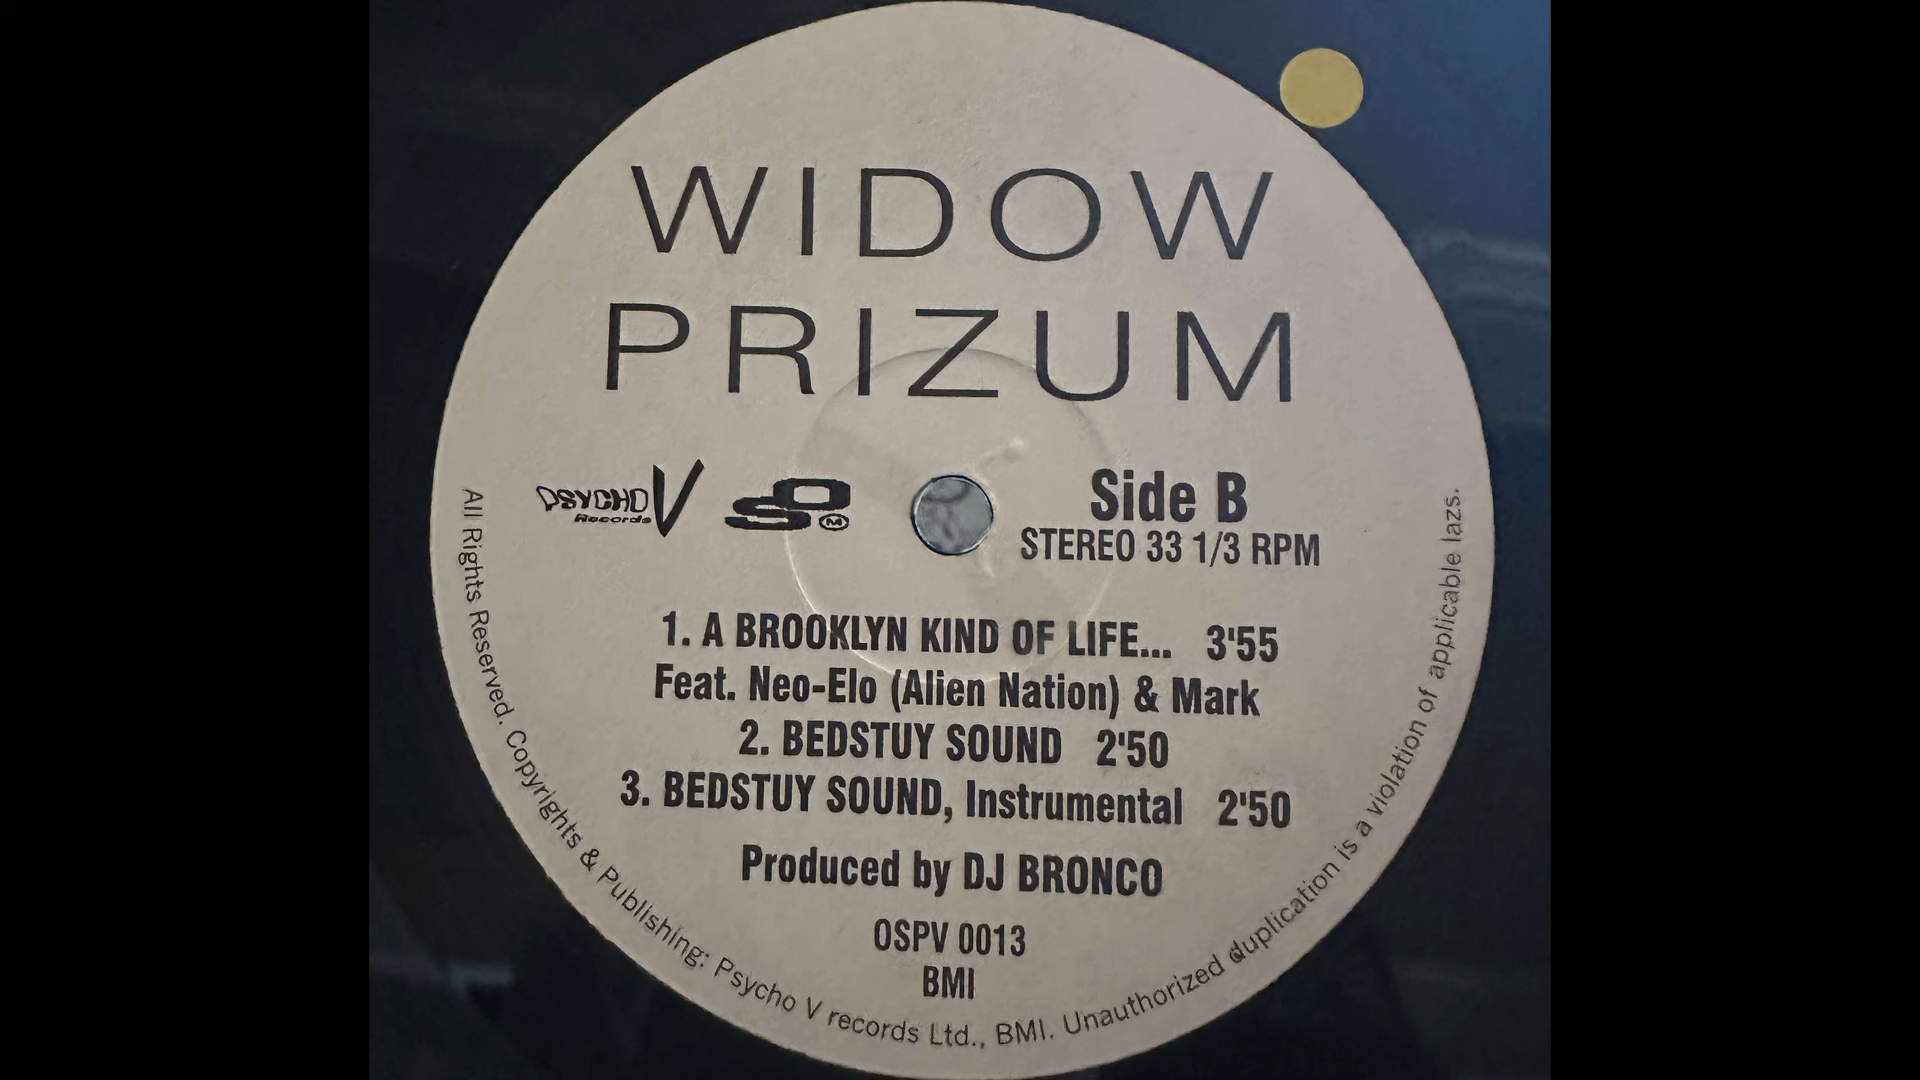 WIDOW
PRIZUM
PSYCHO V
Records
SO
M
Side B
STEREO 33 1/3 RPM
1. A BROOKLYN KIND OF LIFE... 3'55
Feat. Neo-Elo (Alien Nation) & Mark
2. BEDSTUY SOUND 2'50
3. BEDSTUY SOUND, Instrumental 2'50
Produced by DJ BRONCO
OSPV 0013
BMI
All Rights Reserved. Copyrights & Publishing: Psycho V records Ltd., BMI. Unauthorized duplication is a violation of applicable lazs.